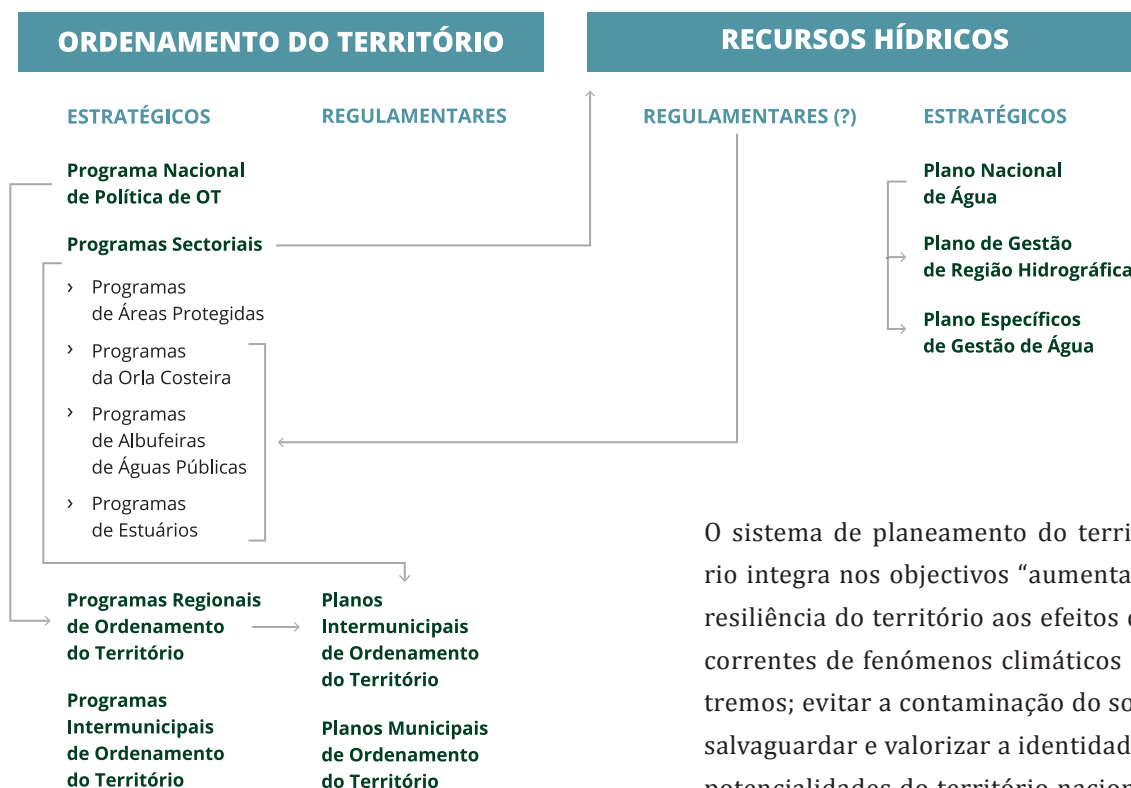 ORDENAMENTO DO TERRITÓRIO
ESTRATÉGICOS
REGULAMENTARES
Programa Nacional
de Política de OT
Programas Sectoriais
› Programas
de Áreas Protegidas
› Programas
da Orla Costeira
› Programas
de Albufeiras
de Águas Públicas
› Programas
de Estuários
Programas Regionais
de Ordenamento
do Território
Programas
Intermunicipais
de Ordenamento
do Território
Planos
Intermunicipais
de Ordenamento
do Território
Planos Municipais
de Ordenamento
do Território
RECURSOS HÍDRICOS
REGULAMENTARES (?)
ESTRATÉGICOS
Plano Nacional
de Água
Plano de Gestão
de Região Hidrográfica
Plano Específicos
de Gestão de Água
O sistema de planeamento do terri
rio integra nos objectivos “aumenta
resiliência do território aos efeitos
correntes de fenómenos climáticos
tremos; evitar a contaminação do so
salvaguardar e valorizar a identidad
potencialidades do território nacion